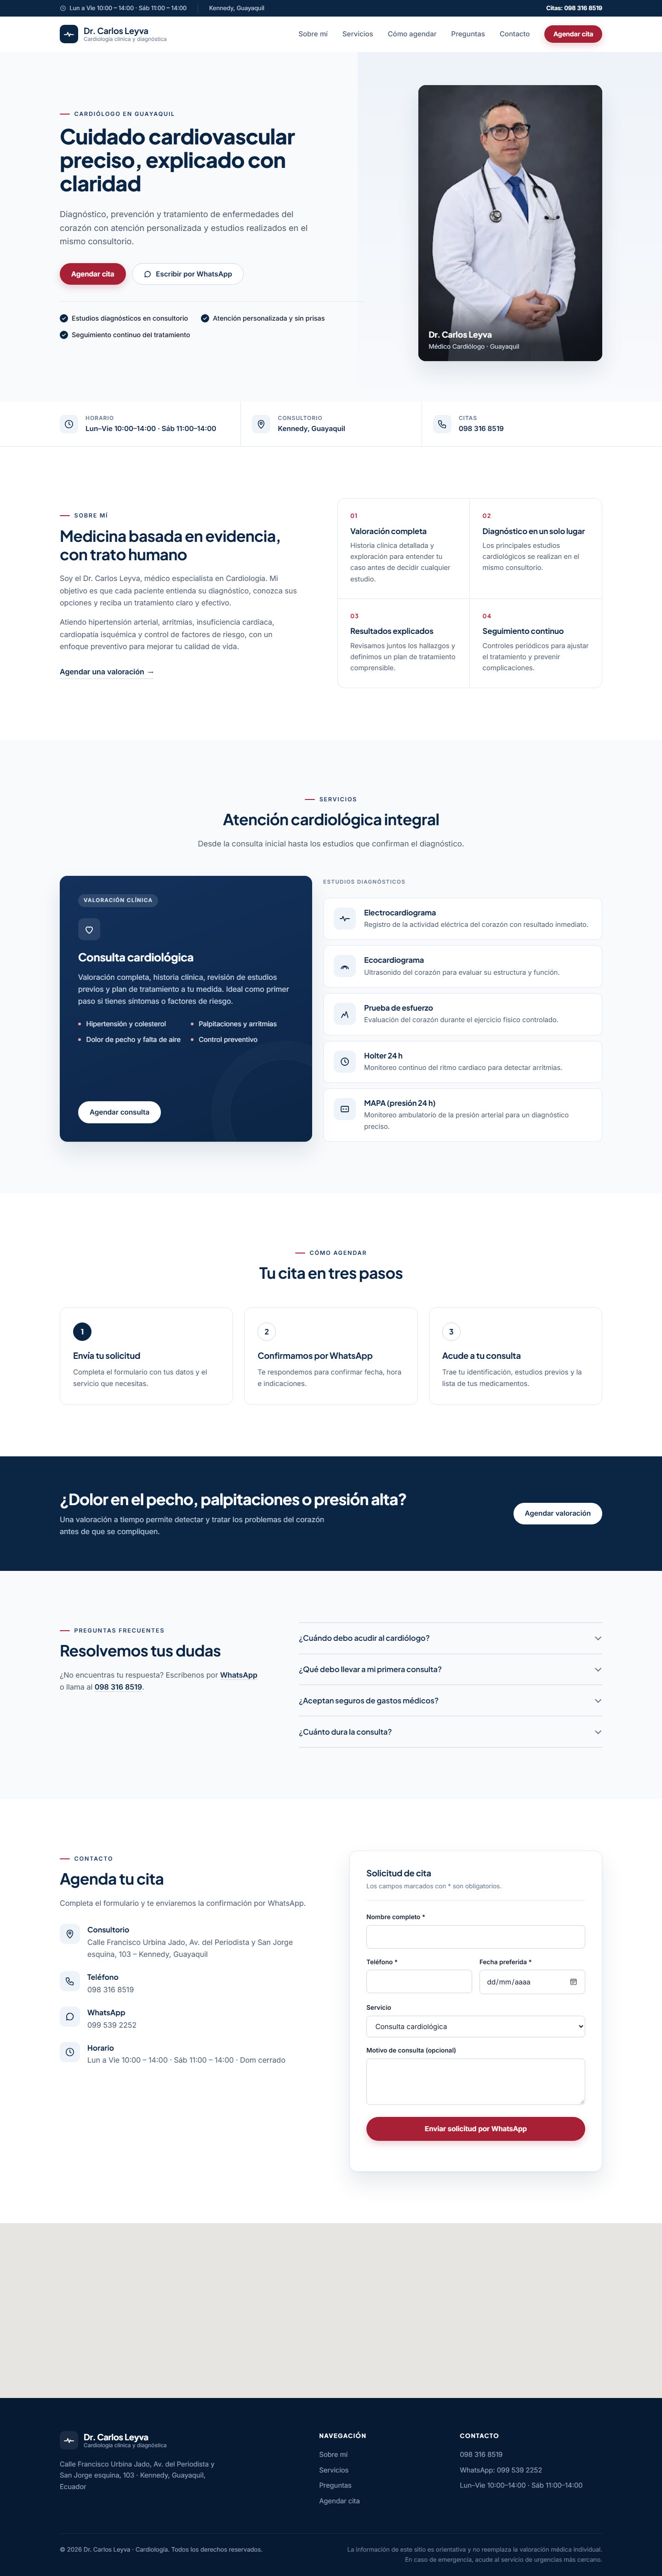 Lun a Vie 10:00 – 14:00 · Sáb 11:00 – 14:00
Kennedy, Guayaquil
Citas: 098 316 8519
Dr. Carlos Leyva
Cardiología clínica y diagnóstica
Sobre mí
Servicios
Cómo agendar
Preguntas
Contacto
Agendar cita
CARDIÓLOGO EN GUAYAQUIL
Cuidado cardiovascular
preciso, explicado con
claridad
Diagnóstico, prevención y tratamiento de enfermedades del
corazón con atención personalizada y estudios realizados en el
mismo consultorio.
Agendar cita
Escribir por WhatsApp
Estudios diagnósticos en consultorio
Atención personalizada y sin prisas
Seguimiento continuo del tratamiento
Dr. Carlos Leyva
Médico Cardiólogo · Guayaquil
HORARIO
Lun–Vie 10:00–14:00 · Sáb 11:00–14:00
CONSULTORIO
Kennedy, Guayaquil
CITAS
098 316 8519
SOBRE MÍ
Medicina basada en evidencia,
con trato humano
Soy el Dr. Carlos Leyva, médico especialista en Cardiología. Mi
objetivo es que cada paciente entienda su diagnóstico, conozca sus
opciones y reciba un tratamiento claro y efectivo.
Atiendo hipertensión arterial, arritmias, insuficiencia cardiaca,
cardiopatía isquémica y control de factores de riesgo, con un
enfoque preventivo para mejorar tu calidad de vida.
Agendar una valoración →
01
Valoración completa
Historia clínica detallada y
exploración para entender tu
caso antes de decidir cualquier
estudio.
02
Diagnóstico en un solo lugar
Los principales estudios
cardiológicos se realizan en el
mismo consultorio.
03
Resultados explicados
Revisamos juntos los hallazgos y
definimos un plan de tratamiento
comprensible.
04
Seguimiento continuo
Controles periódicos para ajustar
el tratamiento y prevenir
complicaciones.
SERVICIOS
Atención cardiológica integral
Desde la consulta inicial hasta los estudios que confirman el diagnóstico.
VALORACIÓN CLÍNICA
Consulta cardiológica
Valoración completa, historia clínica, revisión de estudios
previos y plan de tratamiento a tu medida. Ideal como primer
paso si tienes síntomas o factores de riesgo.
Hipertensión y colesterol
Palpitaciones y arritmias
Dolor de pecho y falta de aire
Control preventivo
Agendar consulta
ESTUDIOS DIAGNÓSTICOS
Electrocardiograma
Registro de la actividad eléctrica del corazón con resultado inmediato.
Ecocardiograma
Ultrasonido del corazón para evaluar su estructura y función.
Prueba de esfuerzo
Evaluación del corazón durante el ejercicio físico controlado.
Holter 24 h
Monitoreo continuo del ritmo cardiaco para detectar arritmias.
MAPA (presión 24 h)
Monitoreo ambulatorio de la presión arterial para un diagnóstico
preciso.
CÓMO AGENDAR
Tu cita en tres pasos
1
Envía tu solicitud
Completa el formulario con tus datos y el
servicio que necesitas.
2
Confirmamos por WhatsApp
Te respondemos para confirmar fecha, hora
e indicaciones.
3
Acude a tu consulta
Trae tu identificación, estudios previos y la
lista de tus medicamentos.
¿Dolor en el pecho, palpitaciones o presión alta?
Una valoración a tiempo permite detectar y tratar los problemas del corazón
antes de que se compliquen.
Agendar valoración
PREGUNTAS FRECUENTES
Resolvemos tus dudas
¿No encuentras tu respuesta? Escríbenos por WhatsApp
o llama al 098 316 8519.
¿Cuándo debo acudir al cardiólogo?
¿Qué debo llevar a mi primera consulta?
¿Aceptan seguros de gastos médicos?
¿Cuánto dura la consulta?
CONTACTO
Agenda tu cita
Completa el formulario y te enviaremos la confirmación por WhatsApp.
Consultorio
Calle Francisco Urbina Jado, Av. del Periodista y San Jorge
esquina, 103 – Kennedy, Guayaquil
Teléfono
098 316 8519
WhatsApp
099 539 2252
Horario
Lun a Vie 10:00 – 14:00 · Sáb 11:00 – 14:00 · Dom cerrado
Solicitud de cita
Los campos marcados con * son obligatorios.
Nombre completo *
Teléfono *
Fecha preferida *
dd/mm/aaaa
Servicio
Consulta cardiológica
Motivo de consulta (opcional)
Enviar solicitud por WhatsApp
Dr. Carlos Leyva
Cardiología clínica y diagnóstica
Calle Francisco Urbina Jado, Av. del Periodista y
San Jorge esquina, 103 · Kennedy, Guayaquil,
Ecuador
NAVEGACIÓN
Sobre mí
Servicios
Preguntas
Agendar cita
CONTACTO
098 316 8519
WhatsApp: 099 539 2252
Lun–Vie 10:00–14:00 · Sáb 11:00–14:00
© 2026 Dr. Carlos Leyva · Cardiología. Todos los derechos reservados.
La información de este sitio es orientativa y no reemplaza la valoración médica individual.
En caso de emergencia, acude al servicio de urgencias más cercano.